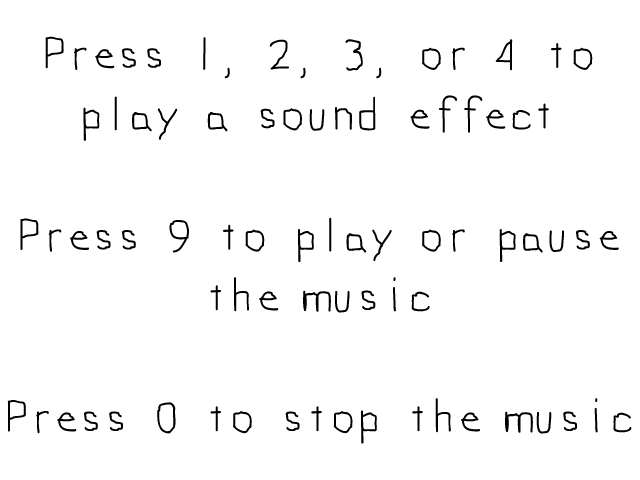 Press 1, 2, 3, or 4 to
play a sound effect
Press 9 to play or pause
the music
Press 0 to stop the music